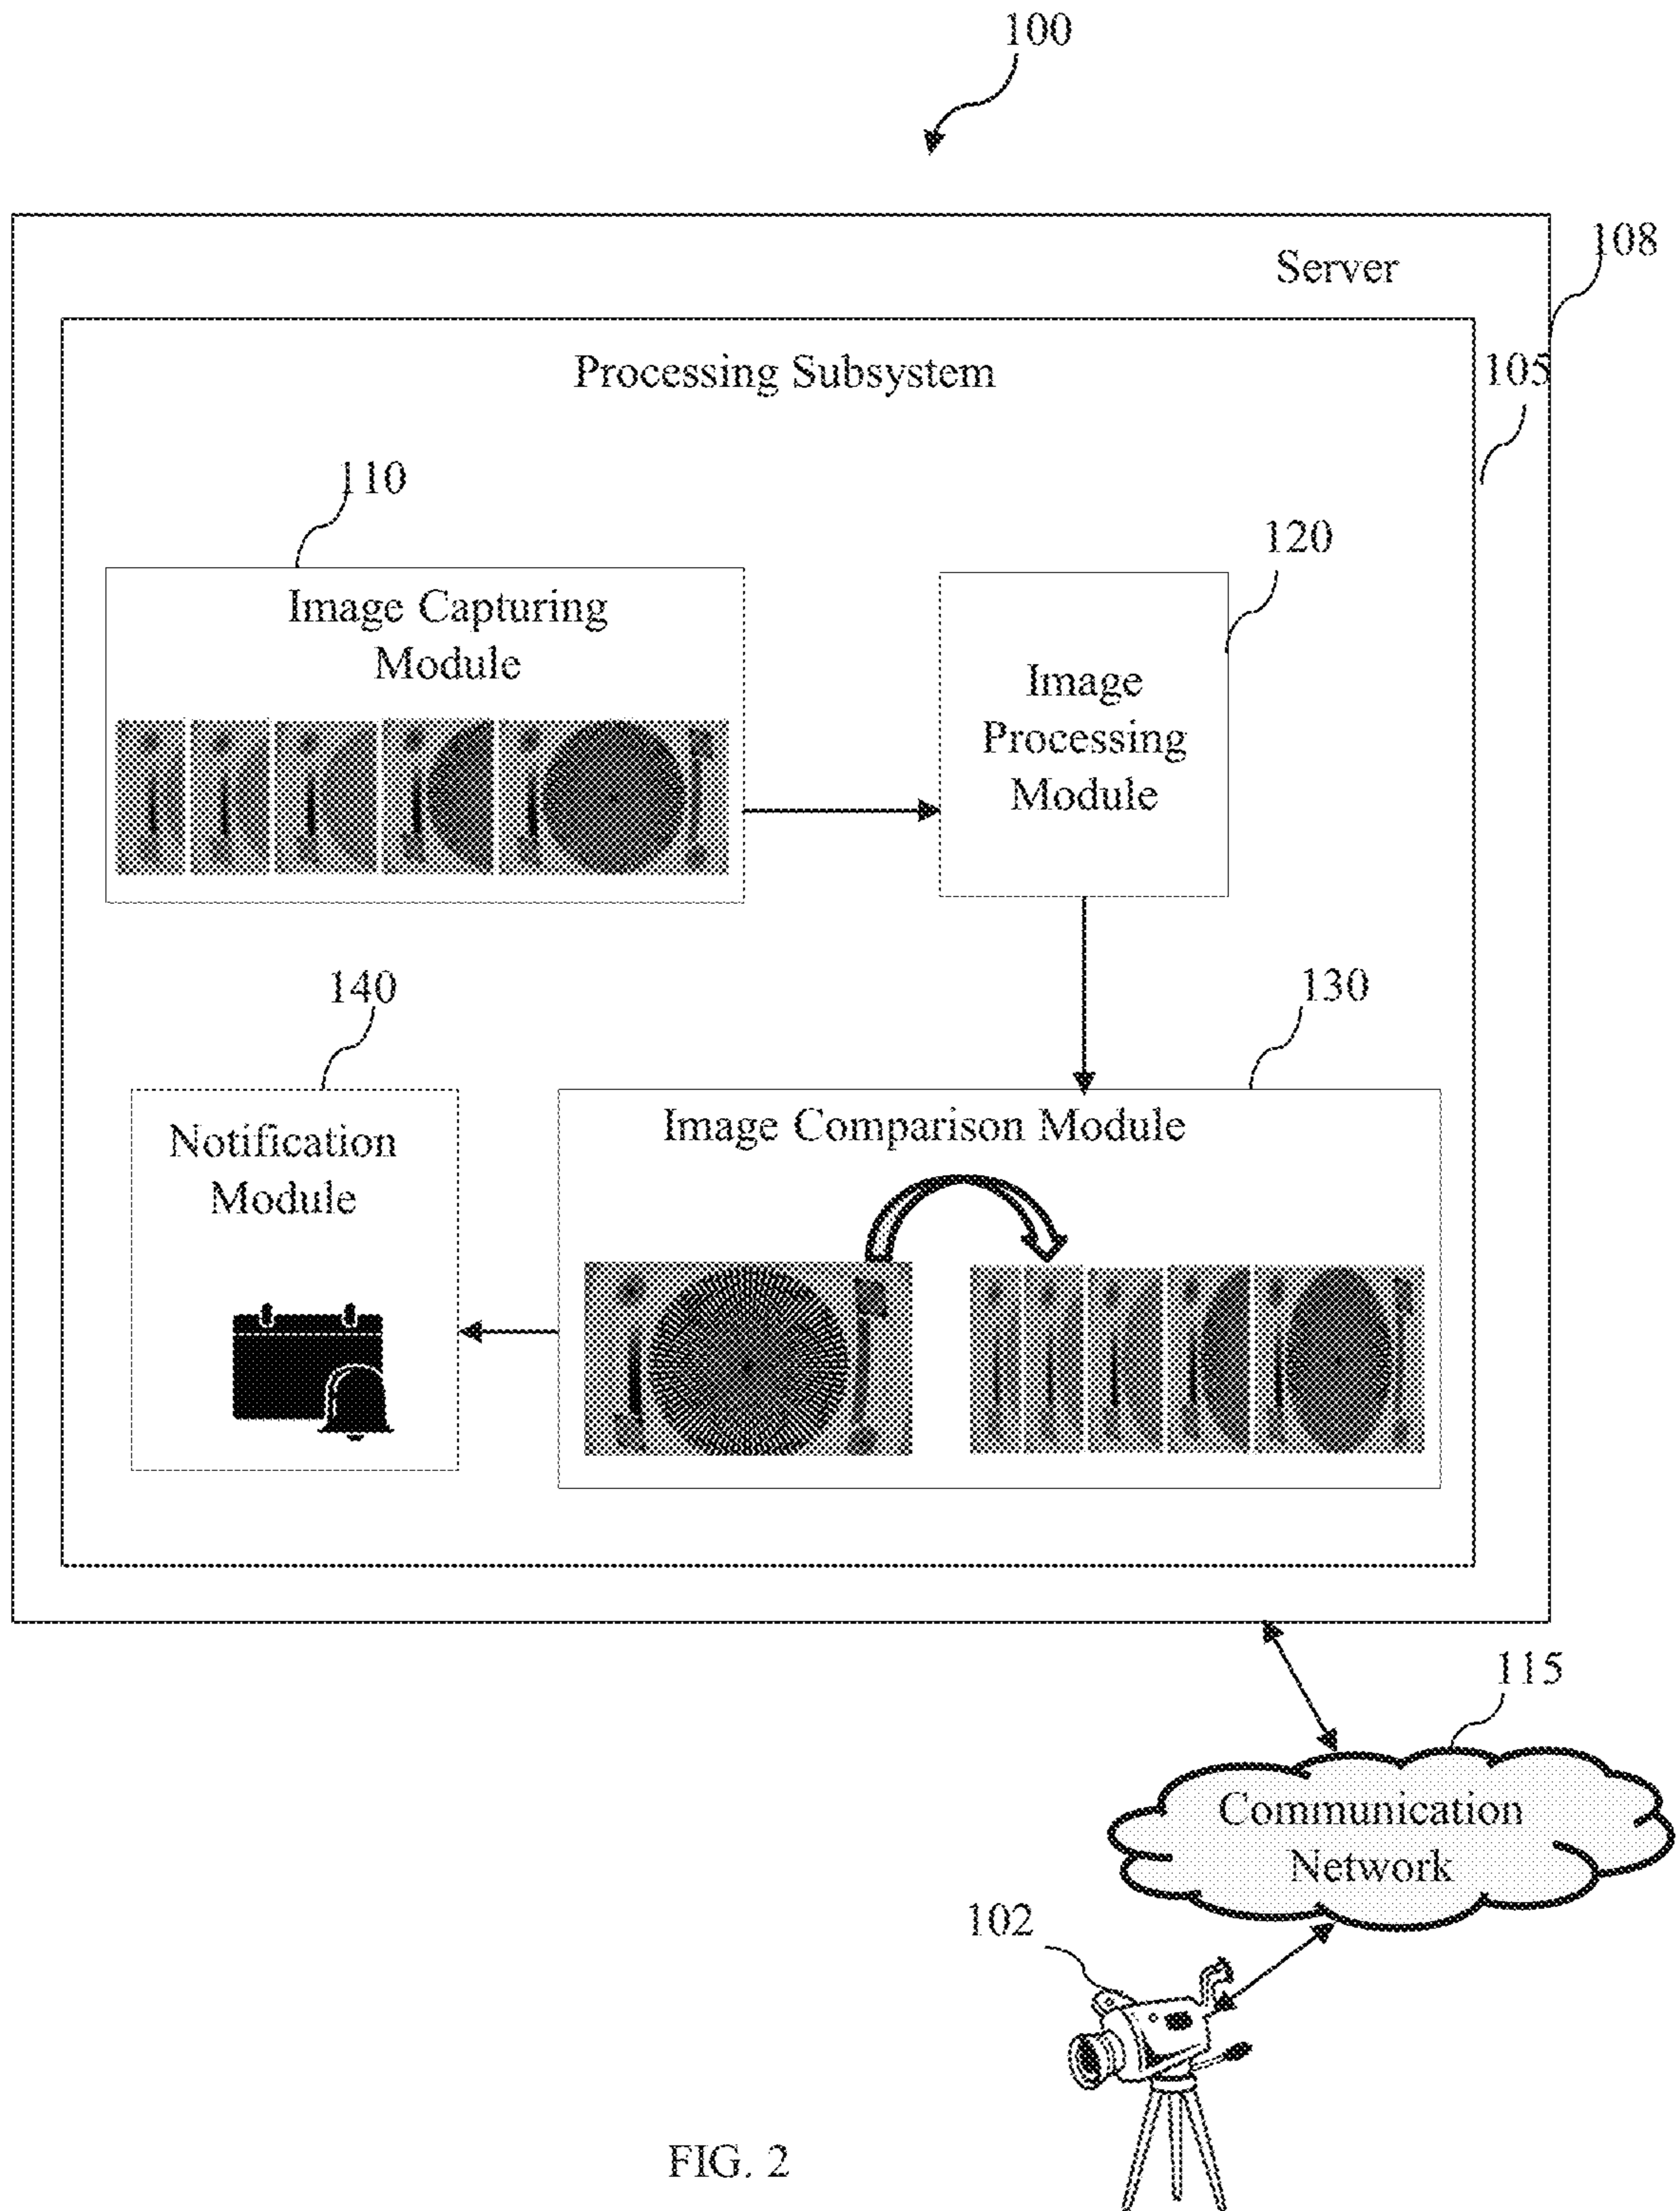 100
Server
108
Processing Subsystem
105
110
Image Capturing
Module
120
Image
Processing
Module
140
Notification
Module
130
Image Comparison Module
115
Communication
Network
102
FIG. 2